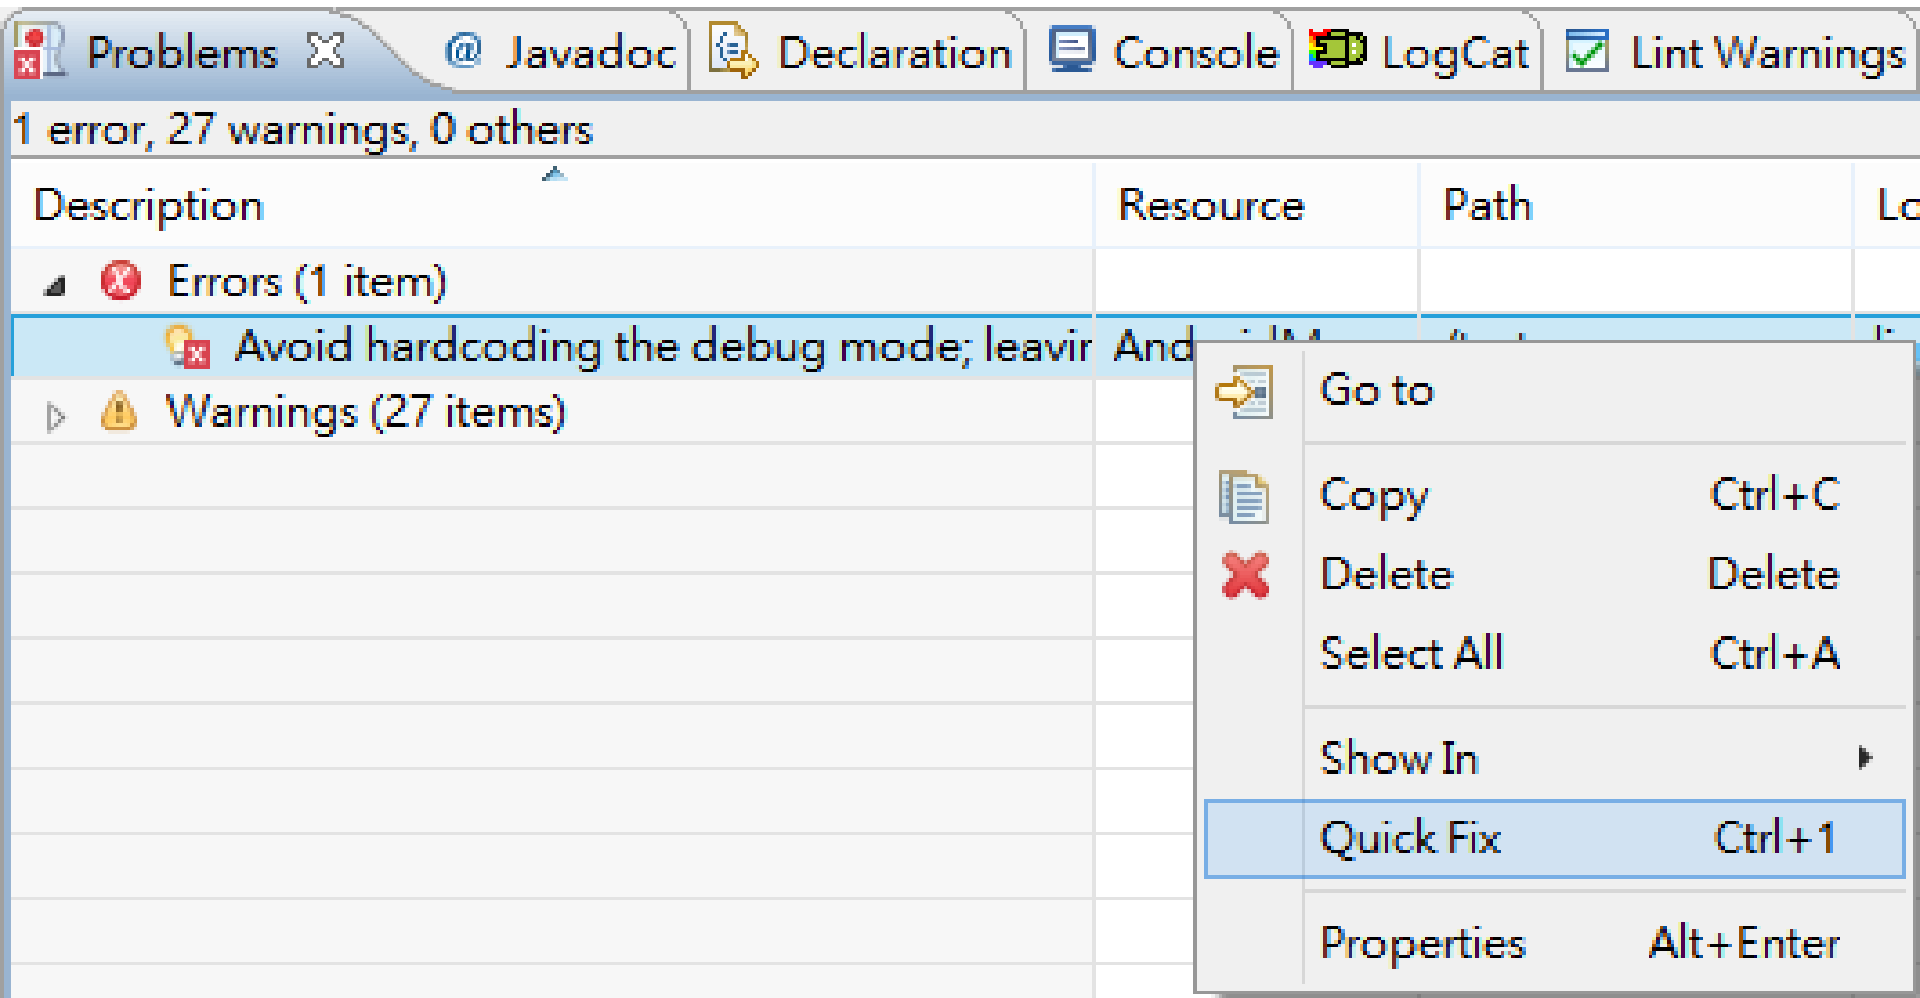 Problems @ Javadoc Declaration Console LogCat Lint Warnings
1 error, 27 warnings, 0 others
Description Resource Path
Errors (1 item)
Avoid hardcoding the debug mode;
Warnings (27 items)
Go to
Copy Ctrl+C
Delete Delete
Select All Ctrl+A
Show In
Quick Fix Ctrl+1
Properties Alt+Enter